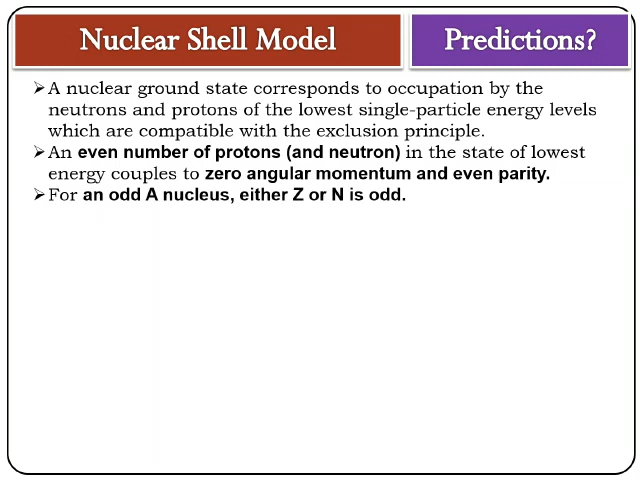 Nuclear Shell Model
Predictions?
➢A nuclear ground state corresponds to occupation by the
neutrons and protons of the lowest single-particle energy levels
which are compatible with the exclusion principle.
➢An even number of protons (and neutron) in the state of lowest
energy couples to zero angular momentum and even parity.
➢For an odd A nucleus, either Z or N is odd.